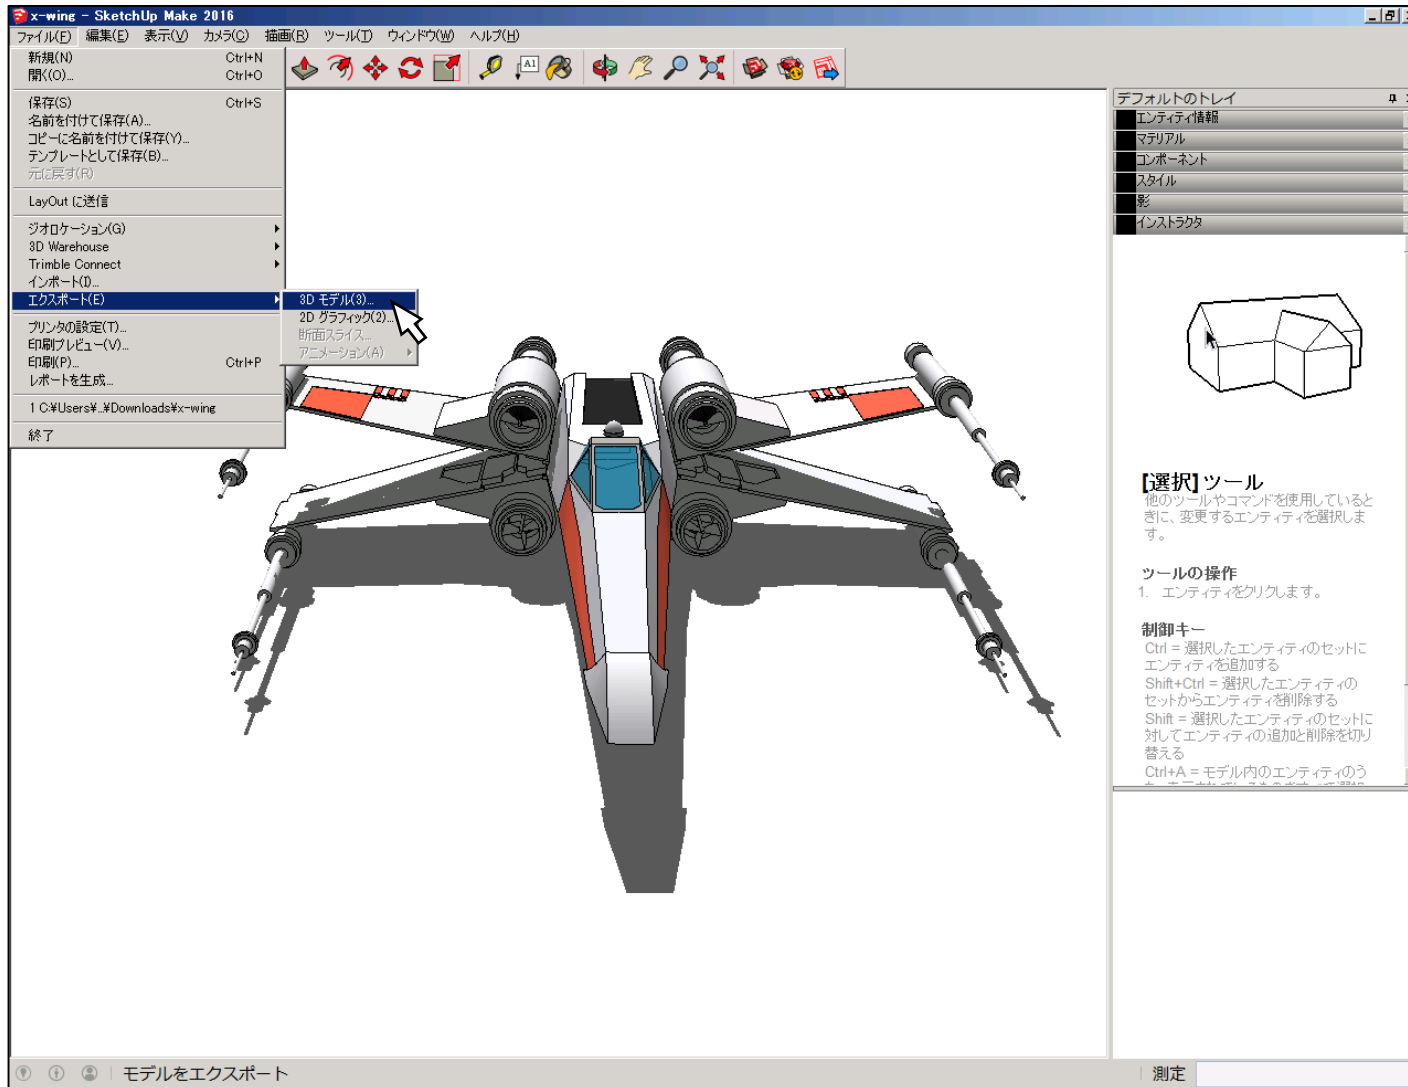 x-wing - SketchUp Make 2016
ファイル(F) 編集(E) 表示(V) カメラ(C) 描画(R) ツール(T) ウィンドウ(W) ヘルプ(H)
新規(N) Ctrl+N
開く(O)... Ctrl+O
保存(S) Ctrl+S
名前を付けて保存(A)...
コピーに名前を付けて保存(Y)...
テンプレートとして保存(B)...
元に戻す(R)
LayOut に送信
ジオロケーション(G)
3D Warehouse
Trimble Connect
インポート(I)...
エクスポート(E)
プリンタの設定(T)...
印刷プレビュー(V)...
印刷(P)... Ctrl+P
レポートを生成...
1 C:¥Users¥...¥Downloads¥x-wing
終了
3D モデル(3)...
2D グラフィック(2)...
断面スライス...
アニメーション(A)
A1
デフォルトのトレイ
エンティティ情報
マテリアル
コンポーネント
スタイル
影
インストラクタ
[選択] ツール
他のツールやコマンドを使用していると
きに、変更するエンティティを選択しま
す。
ツールの操作
1. エンティティをクリクします。
制御キー
Ctrl = 選択したエンティティのセットに
エンティティを追加する
Shift+Ctrl = 選択したエンティティの
セットからエンティティを削除する
Shift = 選択したエンティティのセットに
対してエンティティの追加と削除を切り
替える
Ctrl+A = モデル内のエンティティのう
モデルをエクスポート
測定